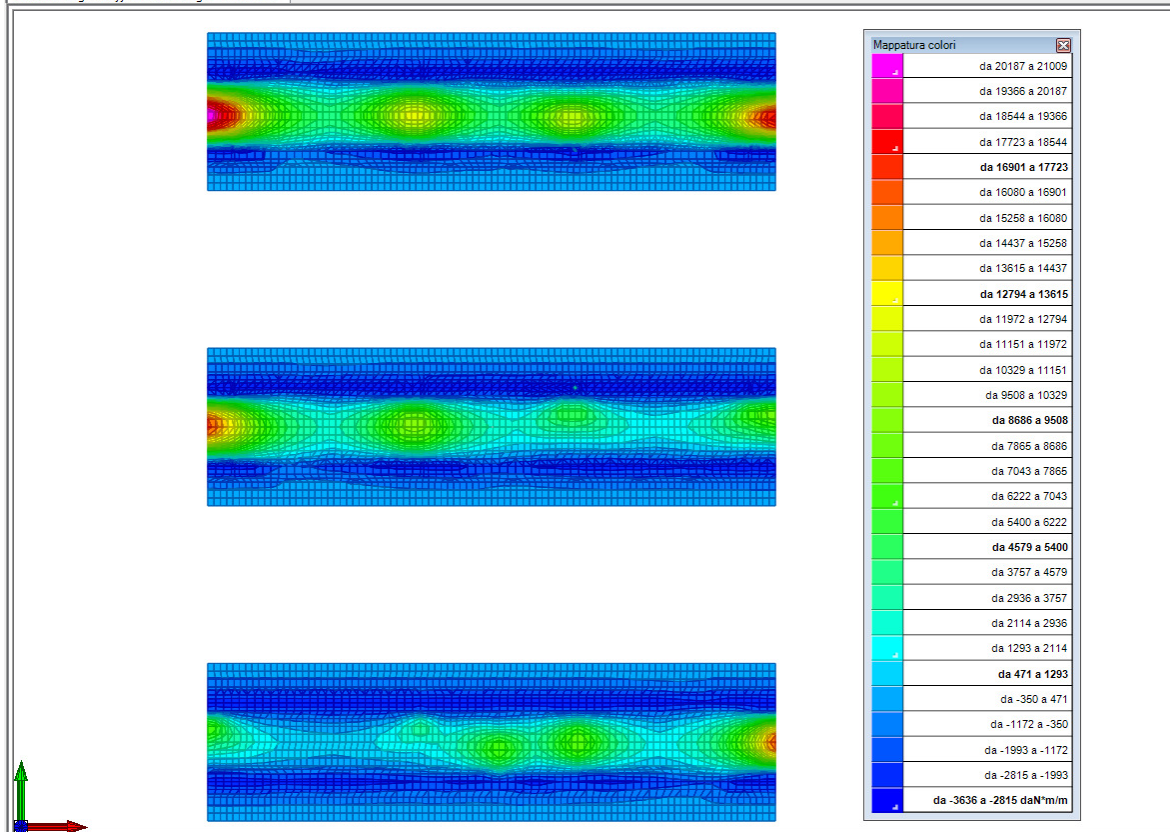 Mappatura colori
da 20187 a 21009
da 19366 a 20187
da 18544 a 19366
da 17723 a 18544
da 16901 a 17723
da 16080 a 16901
da 15258 a 16080
da 14437 a 15258
da 13615 a 14437
da 12794 a 13615
da 11972 a 12794
da 11151 a 11972
da 10329 a 11151
da 9508 a 10329
da 8686 a 9508
da 7865 a 8686
da 7043 a 7865
da 6222 a 7043
da 5400 a 6222
da 4579 a 5400
da 3757 a 4579
da 2936 a 3757
da 2114 a 2936
da 1293 a 2114
da 471 a 1293
da -350 a 471
da -1172 a -350
da -1993 a -1172
da -2815 a -1993
da -3636 a -2815 daN*m/m